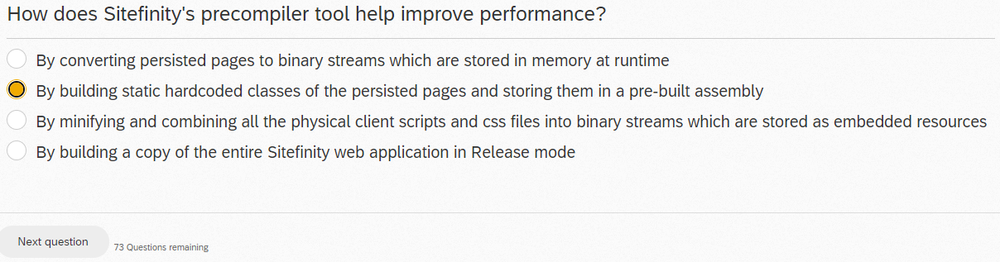 How does Sitefinity's precompiler tool help improve performance?
By converting persisted pages to binary streams which are stored in memory at runtime
By building static hardcoded classes of the persisted pages and storing them in a pre-built assembly
By minifying and combining all the physical client scripts and css files into binary streams which are stored as embedded resources
By building a copy of the entire Sitefinity web application in Release mode
Next question
73 Questions remaining